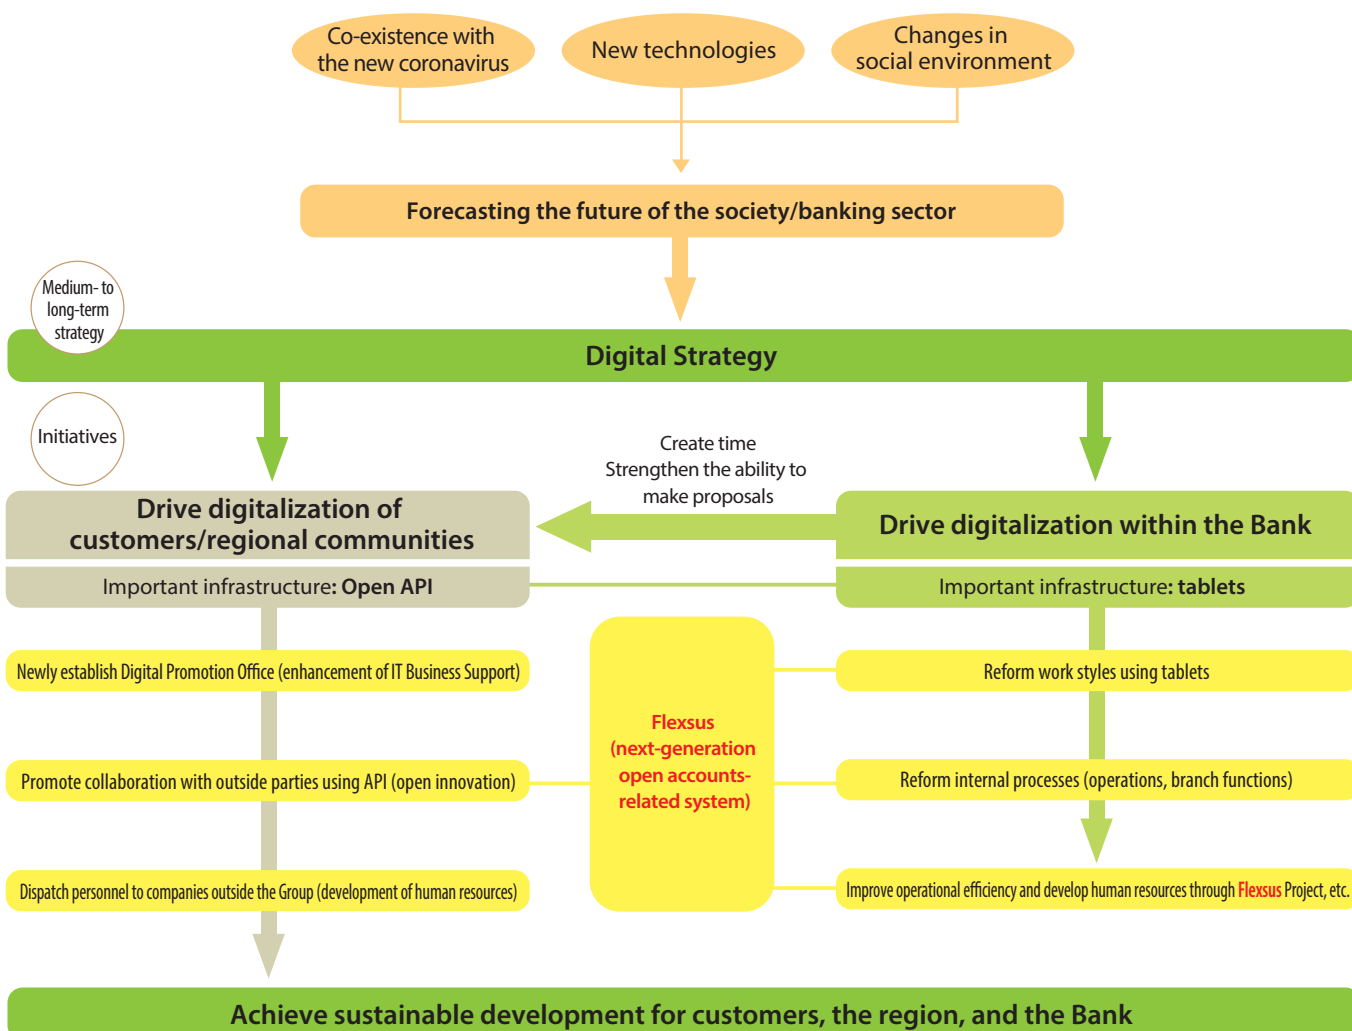 Co-existence with
the new coronavirus
New technologies
Changes in
social environment
Forecasting the future of the society/banking sector
Medium- to
long-term
strategy
Digital Strategy
Initiatives
Create time
Strengthen the ability to
make proposals
Drive digitalization of
customers/regional communities
Drive digitalization within the Bank
Important infrastructure: Open API
Important infrastructure: tablets
Newly establish Digital Promotion Office (enhancement of IT Business Support)
Reform work styles using tablets
Flexsus
(next-generation
open accounts-
related system)
Promote collaboration with outside parties using API (open innovation)
Reform internal processes (operations, branch functions)
Dispatch personnel to companies outside the Group (development of human resources)
Improve operational efficiency and develop human resources through Flexsus Project, etc.
Achieve sustainable development for customers, the region, and the Bank